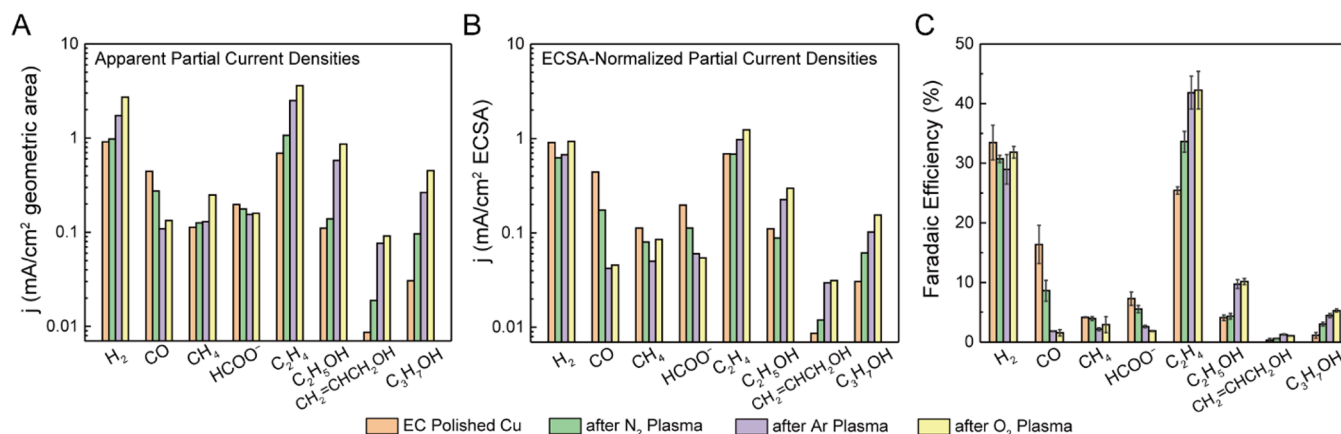 A
j (mA/cm² geometric area)
10
1
0.1
0.01
Apparent Partial Current Densities
H₂
CO
CH₄
HCOO⁻
C₂H₄
C₂H₅OH
CH₂=CHCH₂OH
C₃H₇OH
B
j (mA/cm² ECSA)
10
1
0.1
0.01
ECSA-Normalized Partial Current Densities
H₂
CO
CH₄
HCOO⁻
C₂H₄
C₂H₅OH
CH₂=CHCH₂OH
C₃H₇OH
C
Faradaic Efficiency (%)
50
40
30
20
10
0
H₂
CO
CH₄
HCOO⁻
C₂H₄
C₂H₅OH
CH₂=CHCH₂OH
C₃H₇OH
EC Polished Cu after N₂ Plasma after Ar Plasma after O₂ Plasma